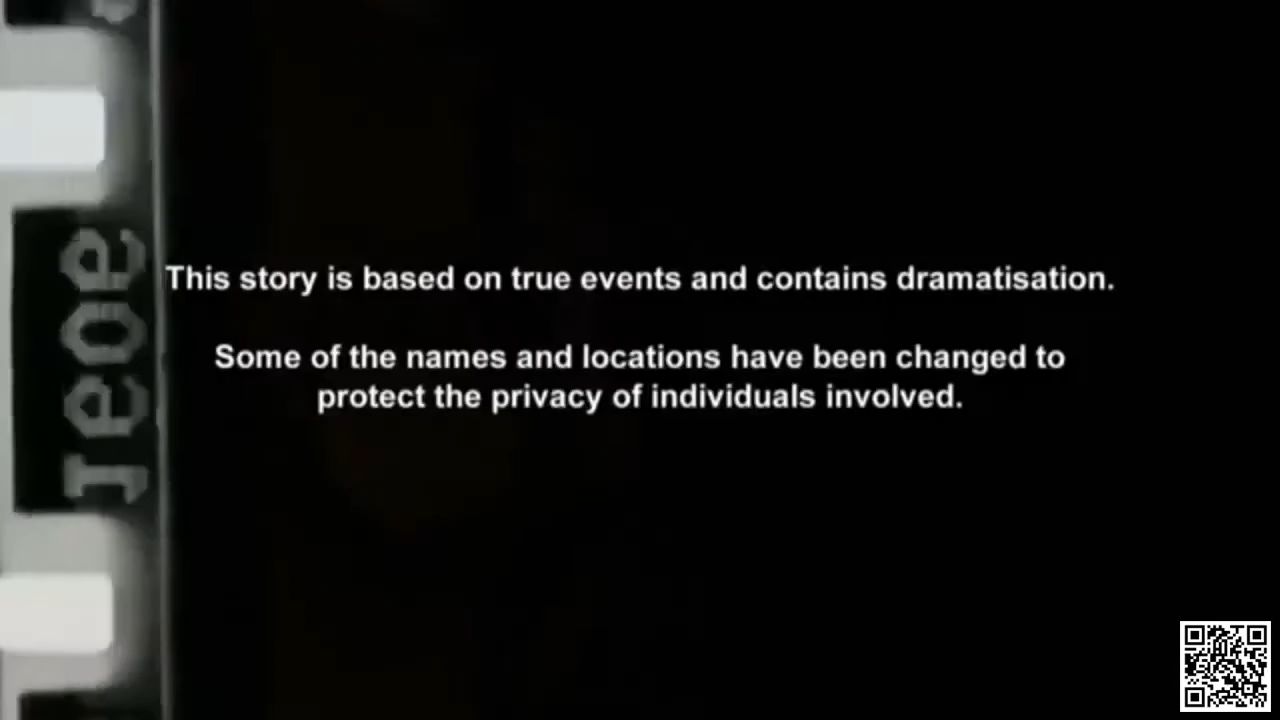 This story is based on true events and contains dramatisation.
Some of the names and locations have been changed to
protect the privacy of individuals involved.